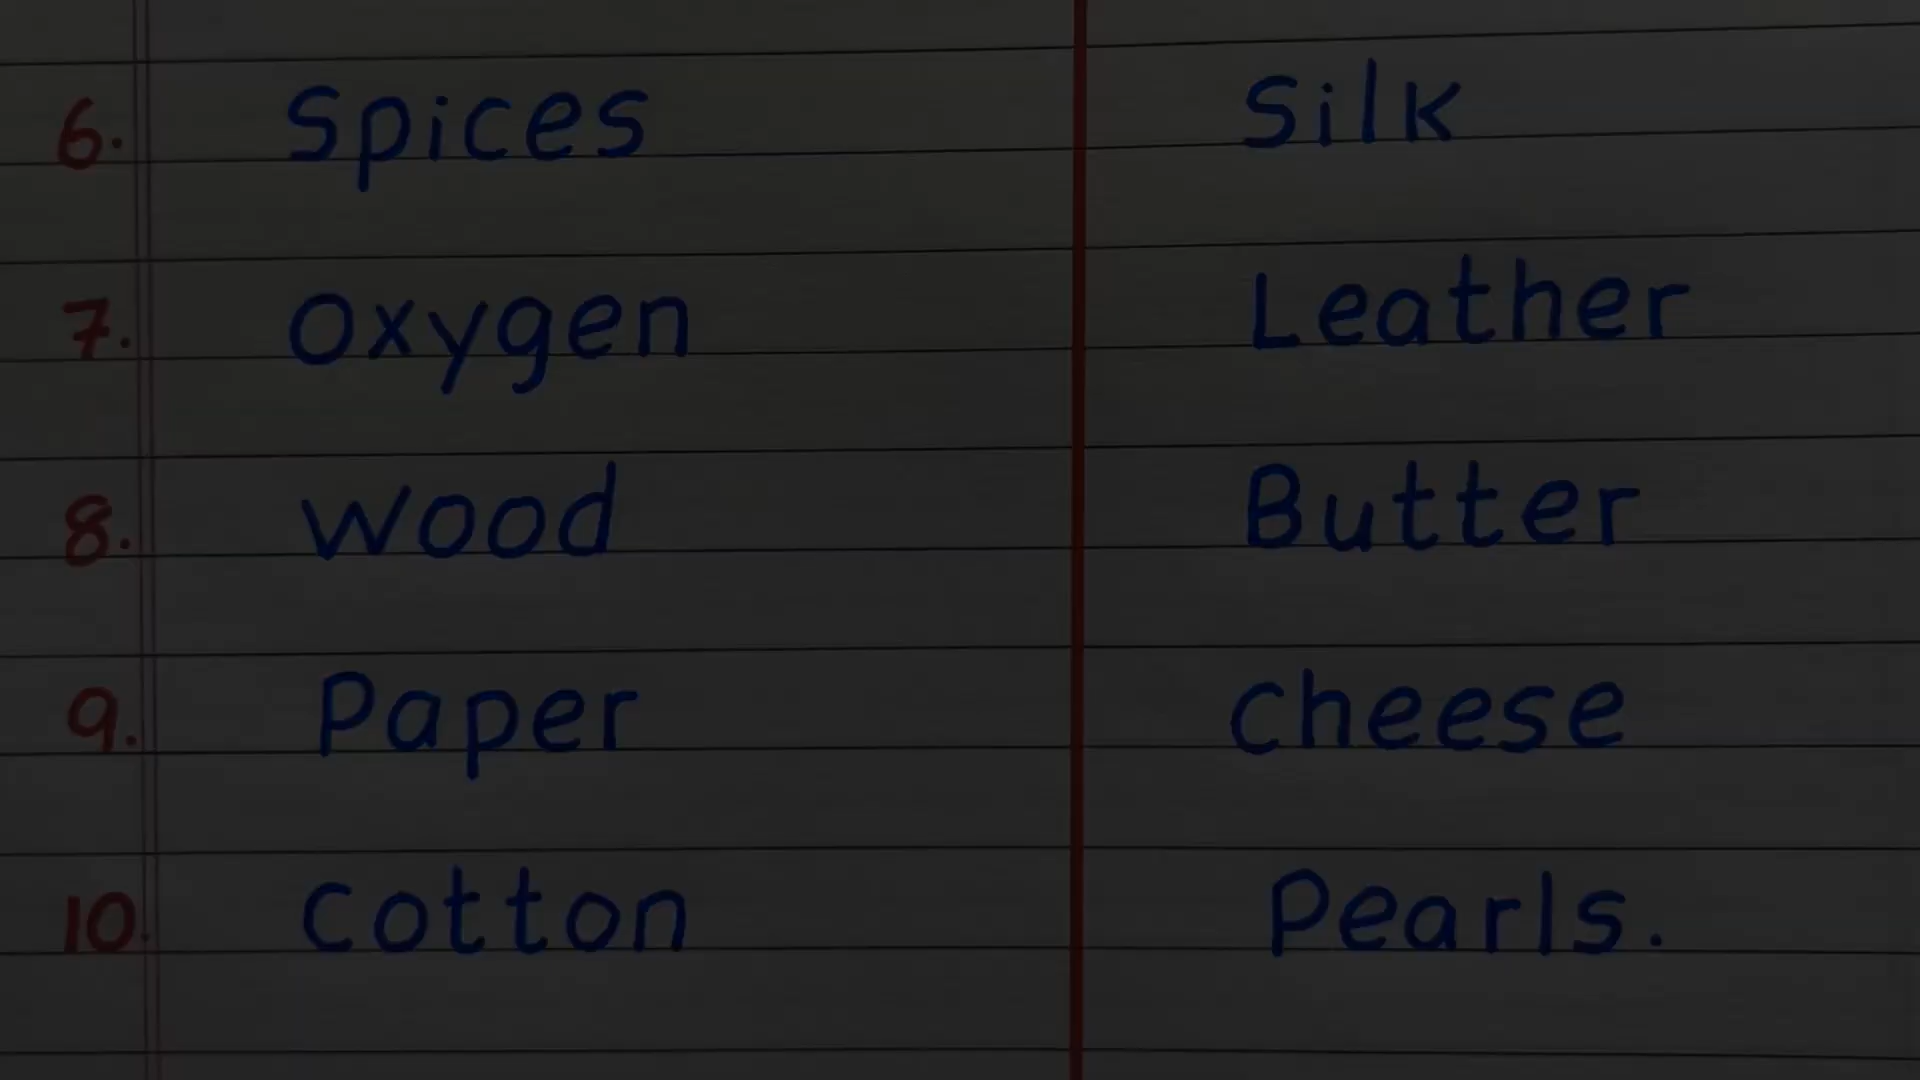 6. Spices Silk
7. Oxygen Leather
8. Wood Butter
9. Paper Cheese
10. Cotton Pearls.